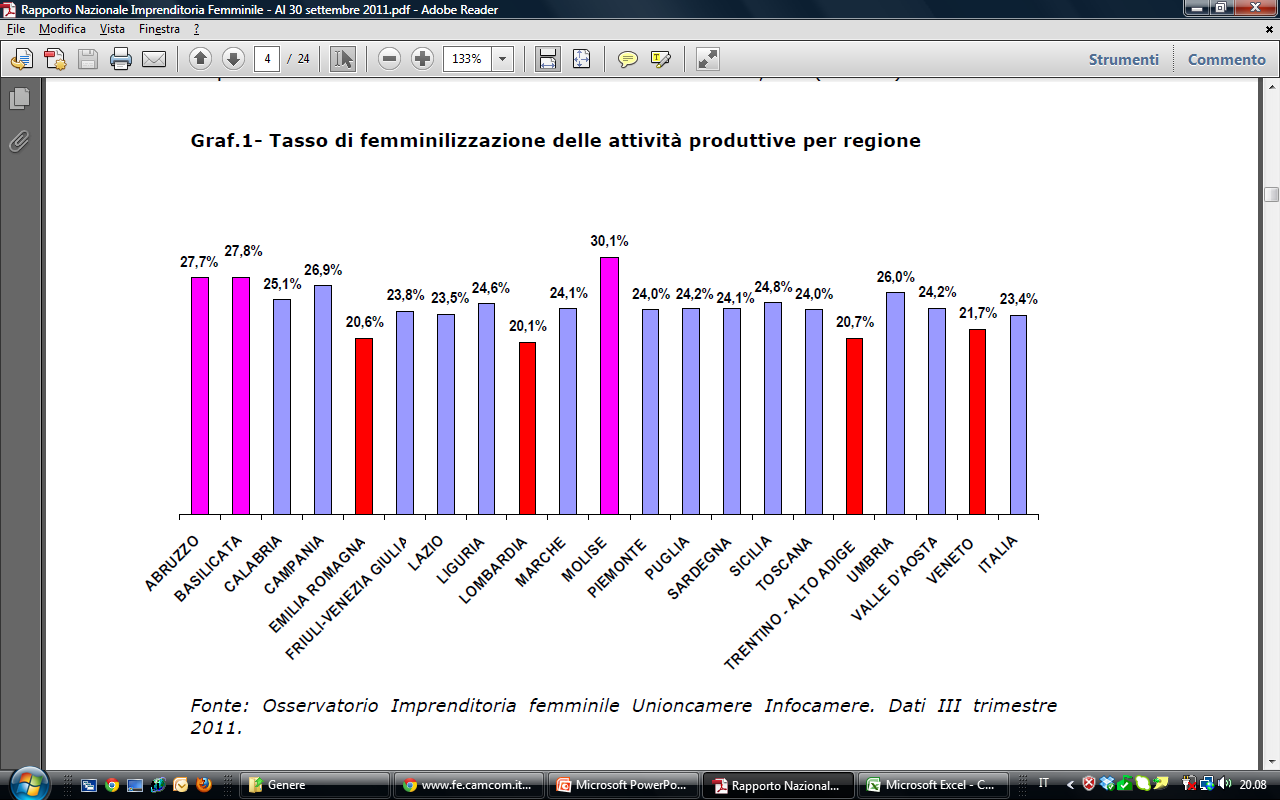 Rapporto Nazionale Imprenditoria Femminile - Al 30 settembre 2011.pdf - Adobe Reader
File Modifica Vista Finestra ?
4 / 24 133% Strumenti Commento
Graf.1- Tasso di femminilizzazione delle attività produttive per regione
27,7% 27,8% 25,1% 26,9% 20,6% 23,8% 23,5% 24,6% 20,1% 24,1% 30,1% 24,0% 24,2% 24,1% 24,8% 24,0% 20,7% 26,0% 24,2% 21,7% 23,4%
ABRUZZO
BASILICATA
CALABRIA
CAMPANIA
EMILIA ROMAGNA
FRIULI-VENEZIA GIULIA
LAZIO
LIGURIA
LOMBARDIA
MARCHE
MOLISE
PIEMONTE
PUGLIA
SARDEGNA
SICILIA
TOSCANA
TRENTINO - ALTO ADIGE
UMBRIA
VALLE D'AOSTA
VENETO
ITALIA
Fonte: Osservatorio Imprenditoria femminile Unioncamere Infocamere. Dati III trimestre
2011.
Genere www.fe.camcom.it... Microsoft PowerPo... Rapporto Nazional... Microsoft Excel - C... IT 20.08